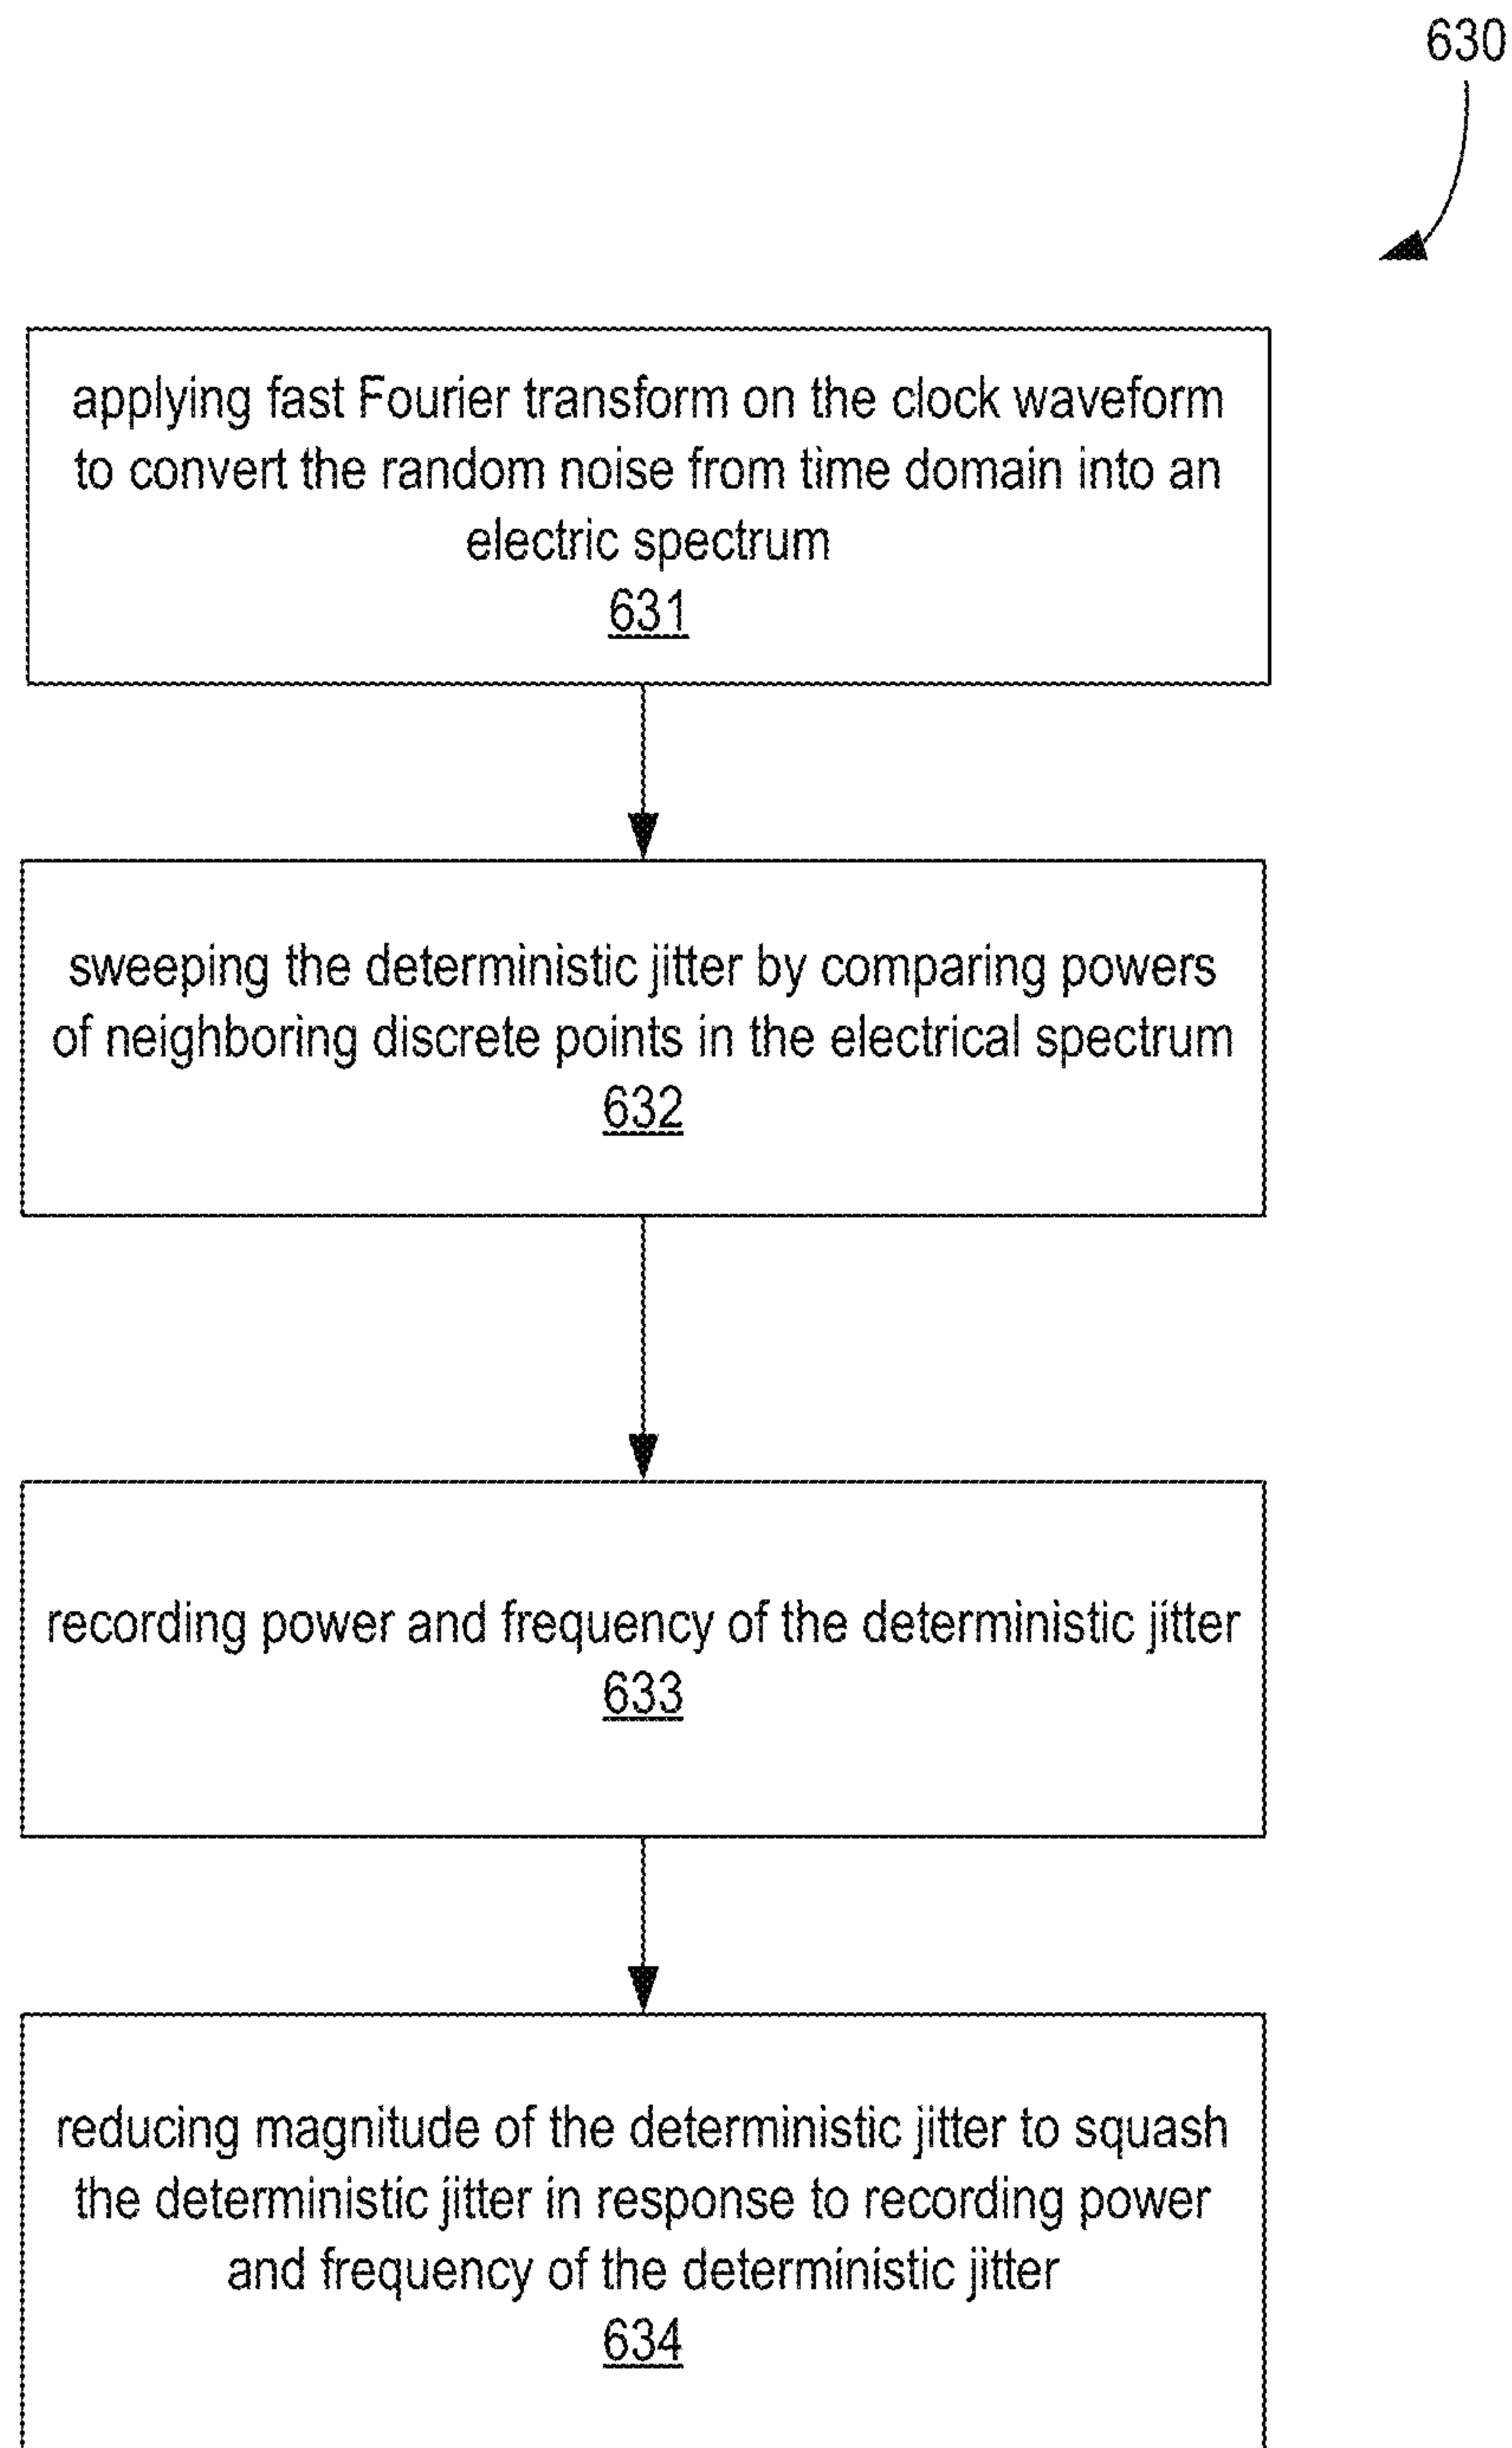 630
applying fast Fourier transform on the clock waveform
to convert the random noise from time domain into an
electric spectrum
631
sweeping the deterministic jitter by comparing powers
of neighboring discrete points in the electrical spectrum
632
recording power and frequency of the deterministic jitter
633
reducing magnitude of the deterministic jitter to squash
the deterministic jitter in response to recording power
and frequency of the deterministic jitter
634